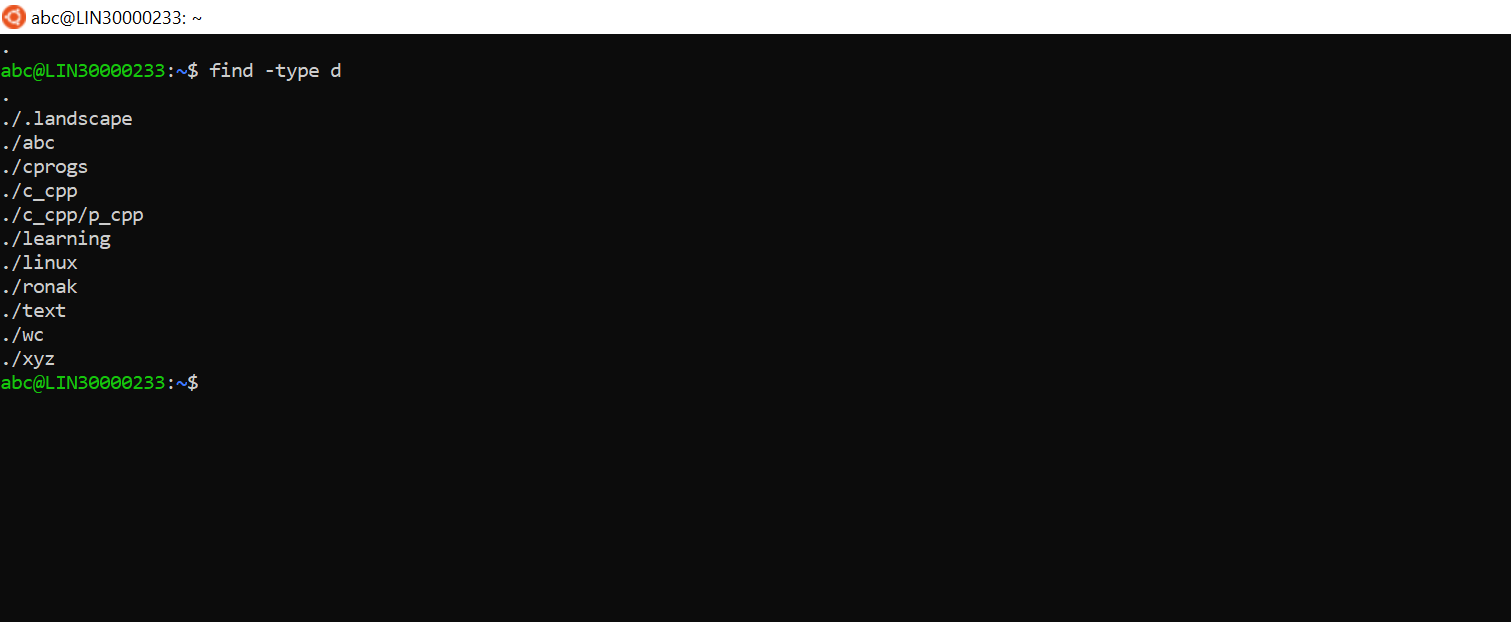 abc@LIN30000233: ~
.
abc@LIN30000233:~$ find -type d
.
./.landscape
./abc
./cprogs
./c_cpp
./c_cpp/p_cpp
./learning
./linux
./ronak
./text
./wc
./xyz
abc@LIN30000233:~$